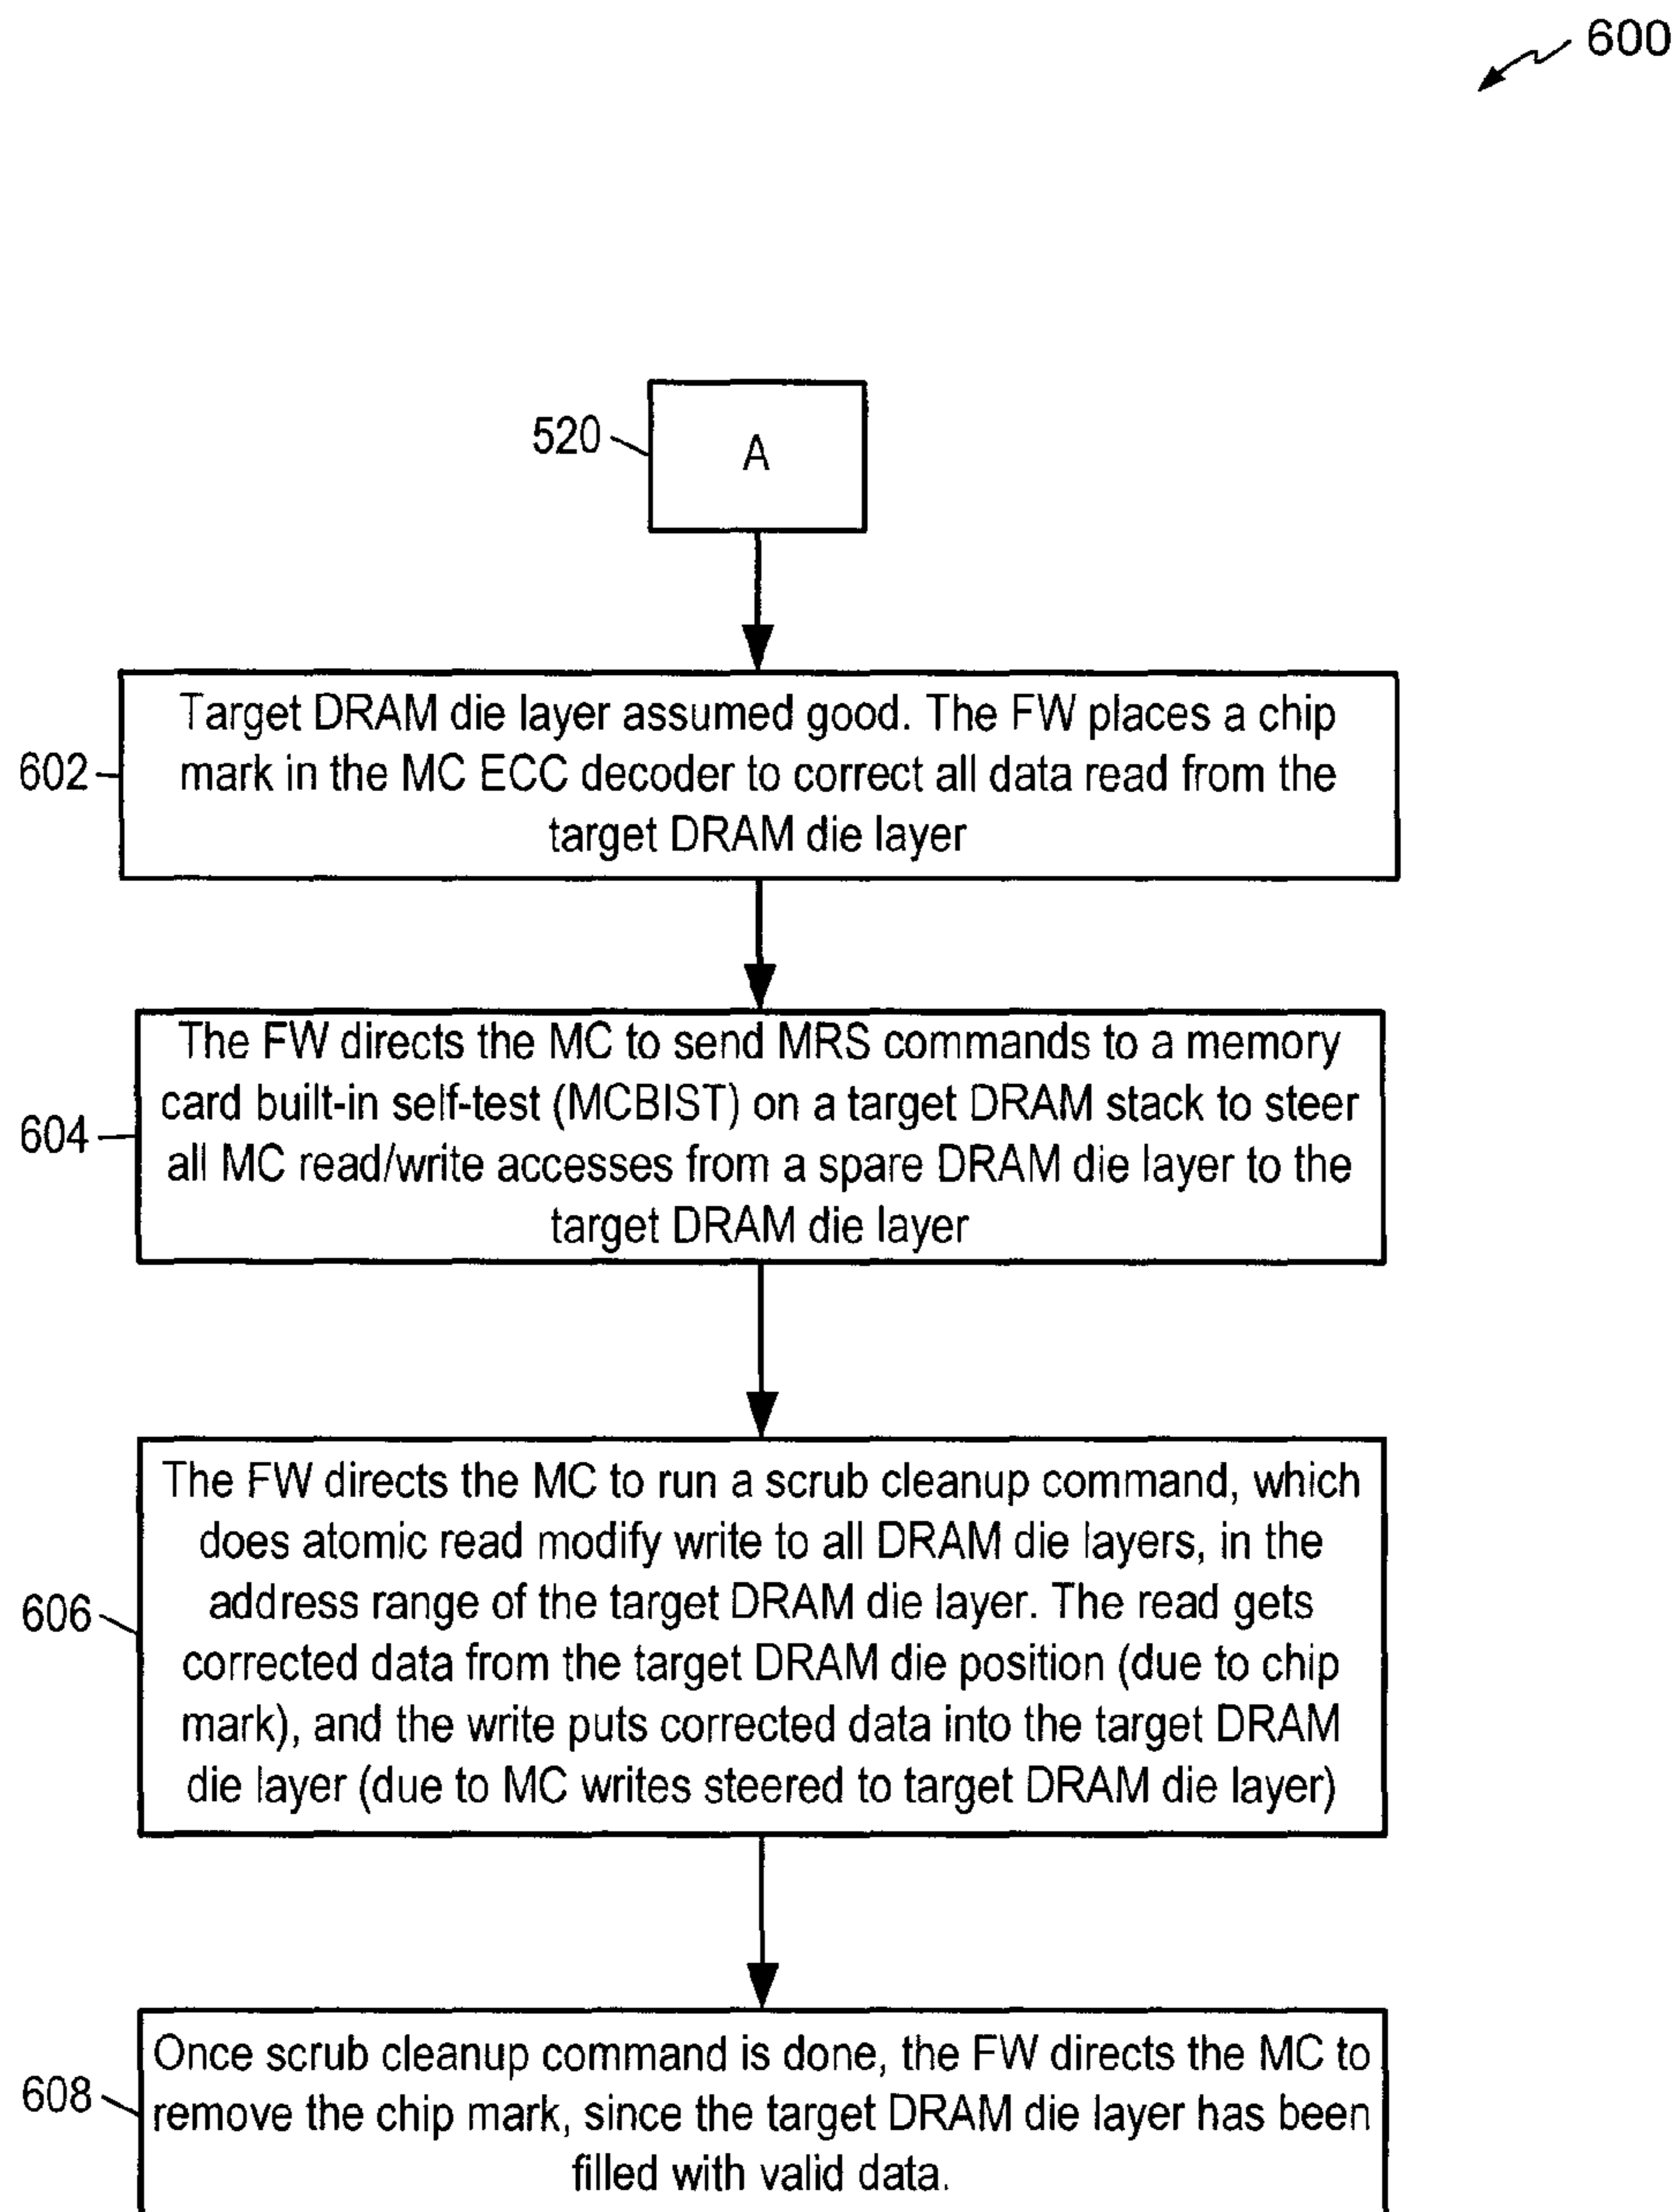 600
520
A
602
Target DRAM die layer assumed good. The FW places a chip
mark in the MC ECC decoder to correct all data read from the
target DRAM die layer
604
The FW directs the MC to send MRS commands to a memory
card built-in self-test (MCBIST) on a target DRAM stack to steer
all MC read/write accesses from a spare DRAM die layer to the
target DRAM die layer
606
The FW directs the MC to run a scrub cleanup command, which
does atomic read modify write to all DRAM die layers, in the
address range of the target DRAM die layer. The read gets
corrected data from the target DRAM die position (due to chip
mark), and the write puts corrected data into the target DRAM
die layer (due to MC writes steered to target DRAM die layer)
608
Once scrub cleanup command is done, the FW directs the MC to
remove the chip mark, since the target DRAM die layer has been
filled with valid data.